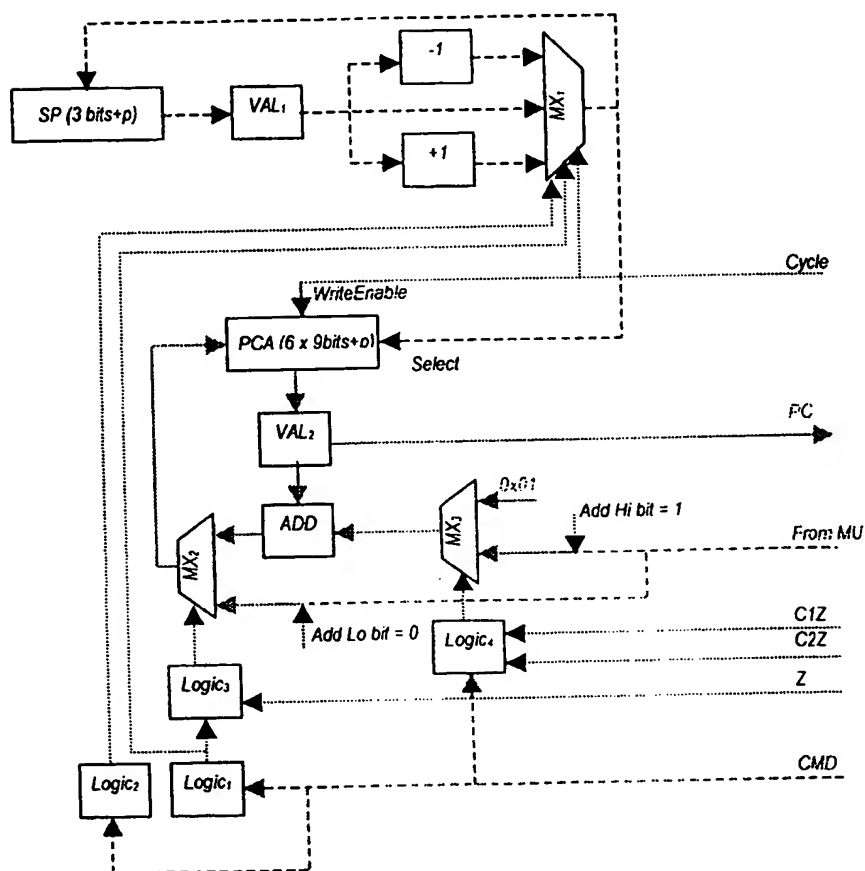 -1
SP (3 bits+p)
VAL₁
MX₁
+1
Cycle
WriteEnable
PCA (6 x 9bits+p)
Select
VAL₂
PC
0x01
ADD
MX₃
Add Hi bit = 1
From MU
MX₂
Add Lo bit = 0
Logic₄
C1Z
C2Z
Logic₃
Z
Logic₂
Logic₁
CMD